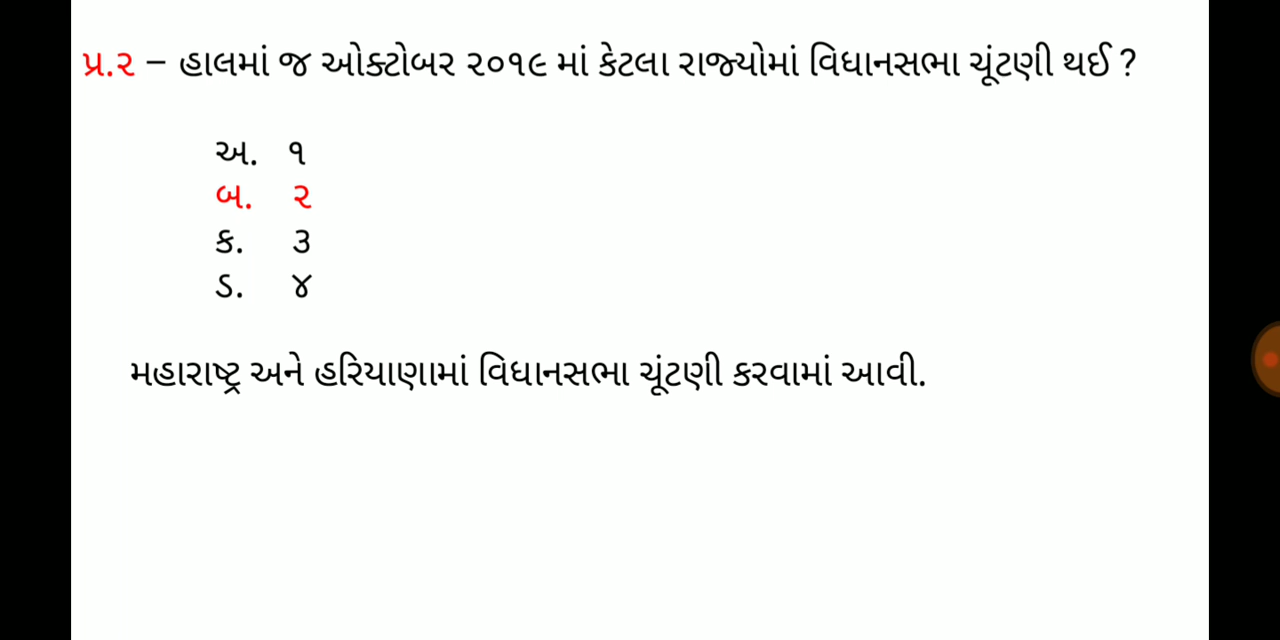 પ્ર.૨ – હાલમાં જ ઓક્ટોબર ૨૦૧૯ માં કેટલા રાજ્યોમાં વિધાનસભા ચૂંટણી થઈ ?
અ. ૧
બ. ૨
ક. ૩
ડ. ૪
મહારાષ્ટ્ર અને હરિયાણામાં વિધાનસભા ચૂંટણી કરવામાં આવી.